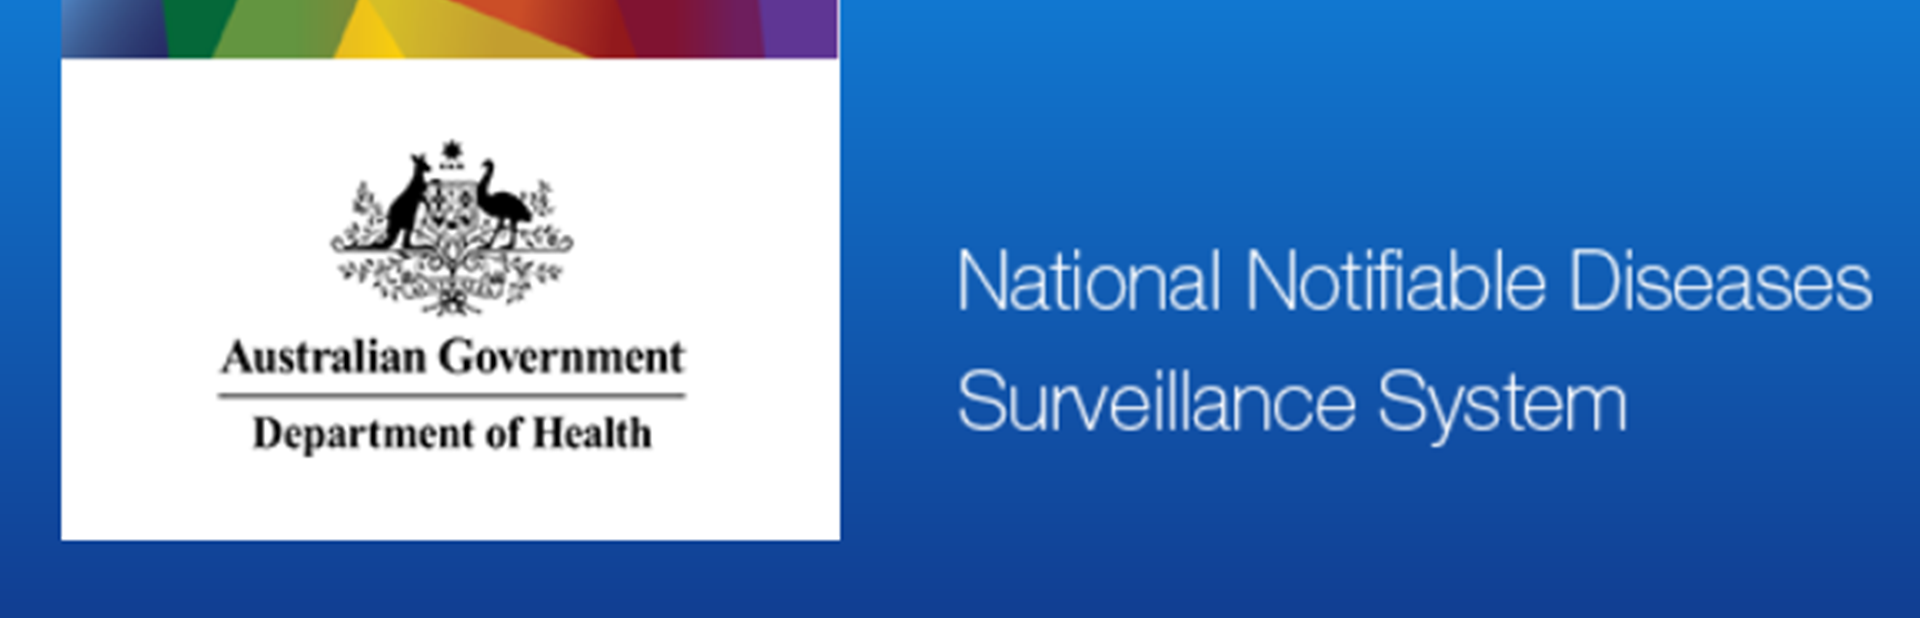 Australian Government
Department of Health
National Notifiable Diseases
Surveillance System